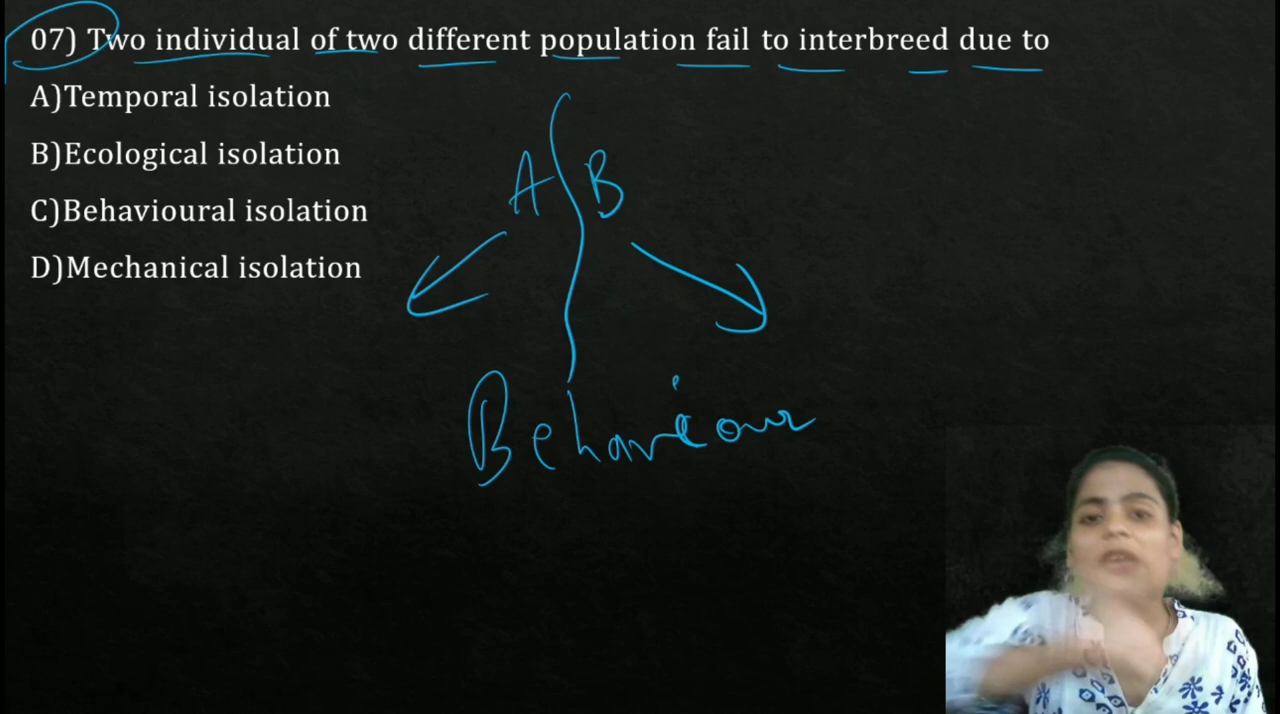 07) Two individual of two different population fail to interbreed due to
A)Temporal isolation
B)Ecological isolation
C)Behavioural isolation
D)Mechanical isolation
A B
Behaviour